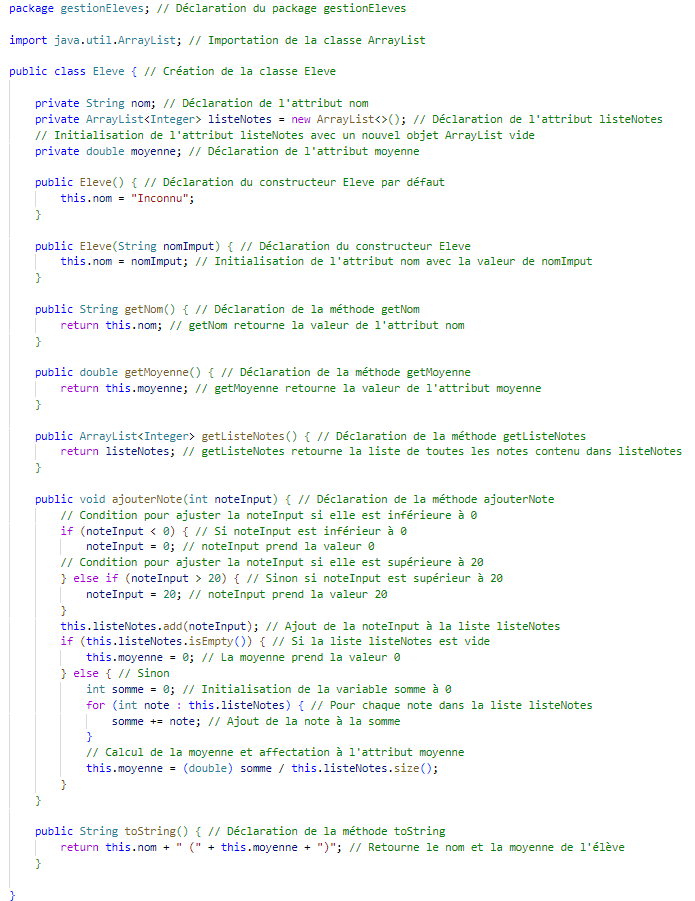 package gestionEleves; // Déclaration du package gestionEleves
import java.util.ArrayList; // Importation de la classe ArrayList
public class Eleve { // Création de la classe Eleve
private String nom; // Déclaration de l'attribut nom
private ArrayList<Integer> listeNotes = new ArrayList<>(); // Déclaration de l'attribut listeNotes
// Initialisation de l'attribut listeNotes avec un nouvel objet ArrayList vide
private double moyenne; // Déclaration de l'attribut moyenne
public Eleve() { // Déclaration du constructeur Eleve par défaut
this.nom = "Inconnu";
}
public Eleve(String nomImput) { // Déclaration du constructeur Eleve
this.nom = nomImput; // Initialisation de l'attribut nom avec la valeur de nomImput
}
public String getNom() { // Déclaration de la méthode getNom
return this.nom; // getNom retourne la valeur de l'attribut nom
}
public double getMoyenne() { // Déclaration de la méthode getMoyenne
return this.moyenne; // getMoyenne retourne la valeur de l'attribut moyenne
}
public ArrayList<Integer> getListeNotes() { // Déclaration de la méthode getListeNotes
return listeNotes; // getListeNotes retourne la liste de toutes les notes contenu dans listeNotes
}
public void ajouterNote(int noteInput) { // Déclaration de la méthode ajouterNote
// Condition pour ajuster la noteInput si elle est inférieure à 0
if (noteInput < 0) { // Si noteInput est inférieur à 0
noteInput = 0; // noteInput prend la valeur 0
// Condition pour ajuster la noteInput si elle est supérieure à 20
} else if (noteInput > 20) { // Sinon si noteInput est supérieur à 20
noteInput = 20; // noteInput prend la valeur 20
}
this.listeNotes.add(noteInput); // Ajout de la noteInput à la liste listeNotes
if (this.listeNotes.isEmpty()) { // Si la liste listeNotes est vide
this.moyenne = 0; // La moyenne prend la valeur 0
} else { // Sinon
int somme = 0; // Initialisation de la variable somme à 0
for (int note : this.listeNotes) { // Pour chaque note dans la liste listeNotes
somme += note; // Ajout de la note à la somme
}
// Calcul de la moyenne et affectation à l'attribut moyenne
this.moyenne = (double) somme / this.listeNotes.size();
}
}
public String toString() { // Déclaration de la méthode toString
return this.nom + " (" + this.moyenne + ")"; // Retourne le nom et la moyenne de l'élève
}
}